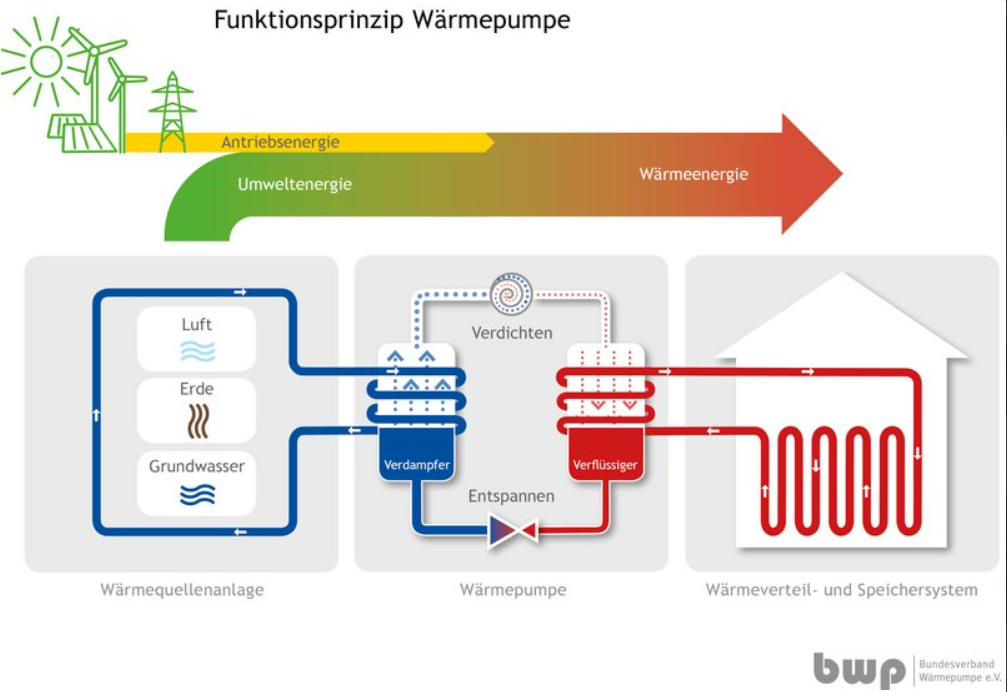 Funktionsprinzip Wärmepumpe
Antriebsenergie
Umweltenergie
Wärmeenergie
Luft
Erde
Grundwasser
Verdichten
Verdampfer
Verflüssiger
Entspannen
Wärmequellenanlage
Wärmepumpe
Wärmeverteil- und Speichersystem
bwp
Bundesverband
Wärmepumpe e.V.